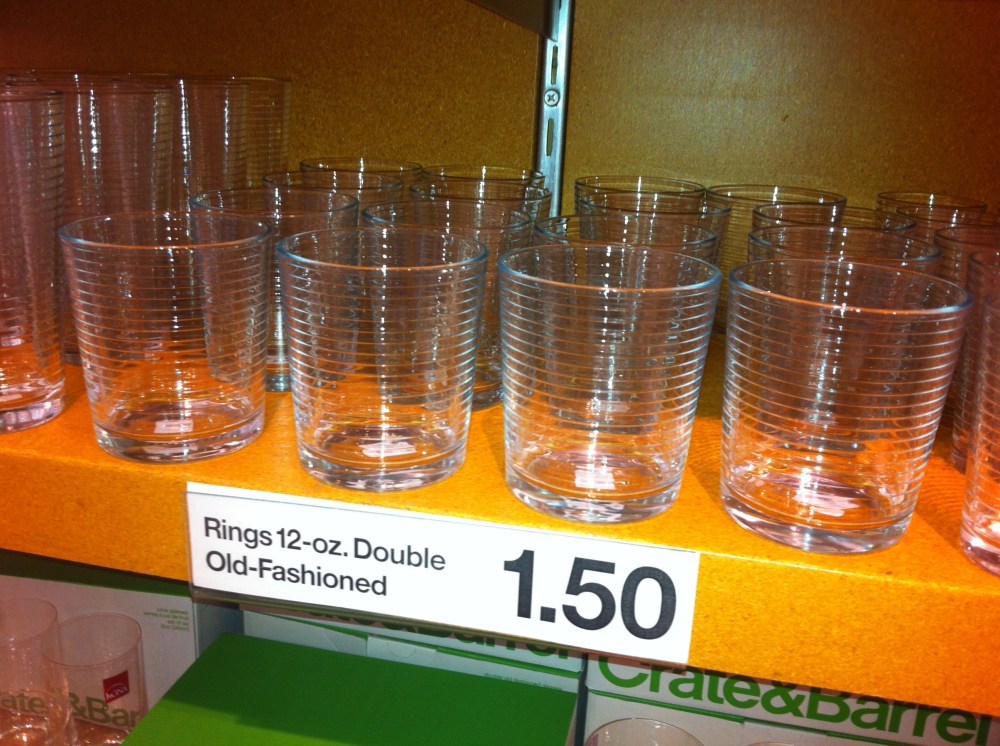 Rings 12-oz. Double
Old-Fashioned
1.50
Crate&Barrel
Crate&Barrel